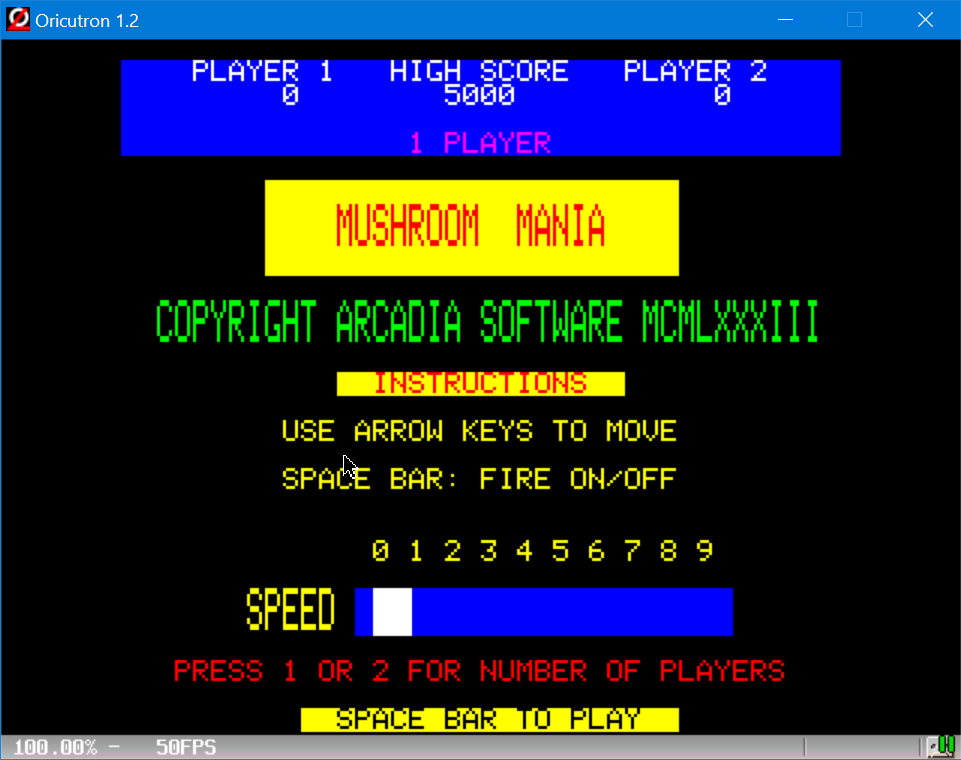 Oricutron 1.2
PLAYER 1 HIGH SCORE PLAYER 2
0 5000 0
1 PLAYER
MUSHROOM MANIA
COPYRIGHT ARCADIA SOFTWARE MCMLXXXIII
INSTRUCTIONS
USE ARROW KEYS TO MOVE
SPACE BAR: FIRE ON/OFF
0 1 2 3 4 5 6 7 8 9
SPEED
PRESS 1 OR 2 FOR NUMBER OF PLAYERS
SPACE BAR TO PLAY
100.00% - 50FPS